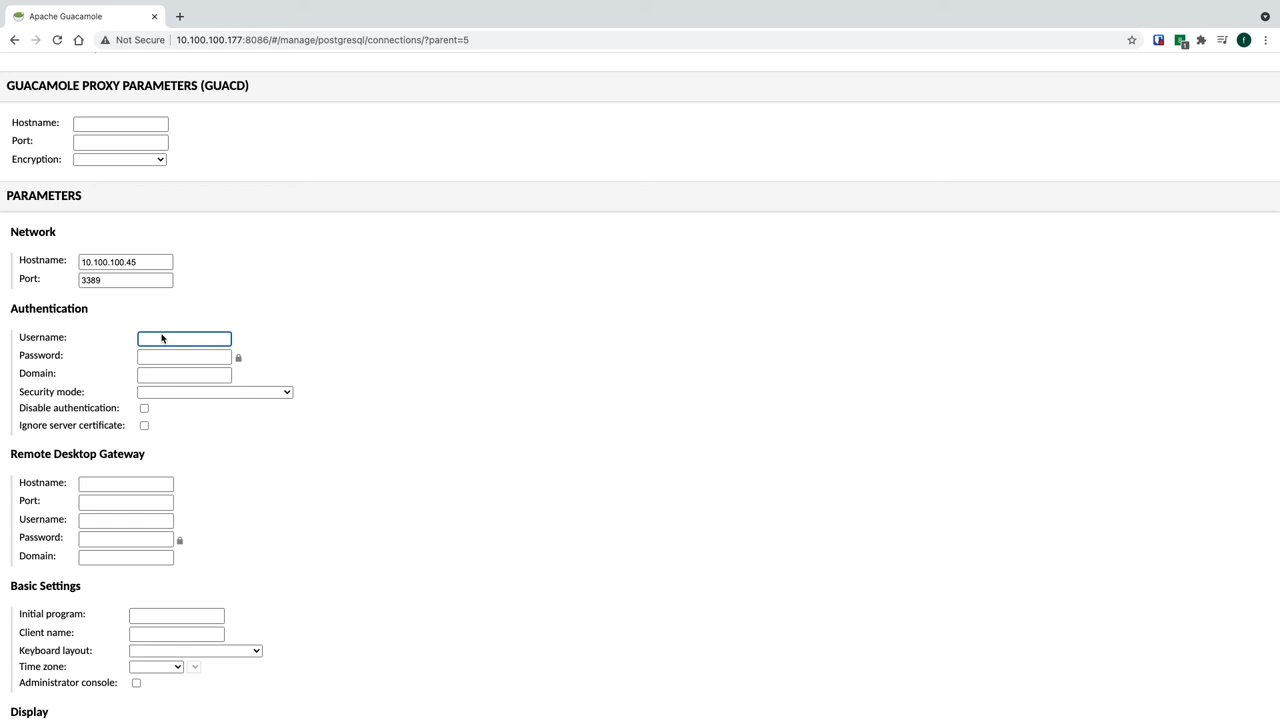 Apache Guacamole
Not Secure 10.100.100.177:8086/#/manage/postgresql/connections/?parent=5
1
f
GUACAMOLE PROXY PARAMETERS (GUACD)
Hostname:
Port:
Encryption:
PARAMETERS
Network
Hostname: 10.100.100.45
Port: 3389
Authentication
Username:
Password:
Domain:
Security mode:
Disable authentication:
Ignore server certificate:
Remote Desktop Gateway
Hostname:
Port:
Username:
Password:
Domain:
Basic Settings
Initial program:
Client name:
Keyboard layout:
Time zone:
Administrator console:
Display